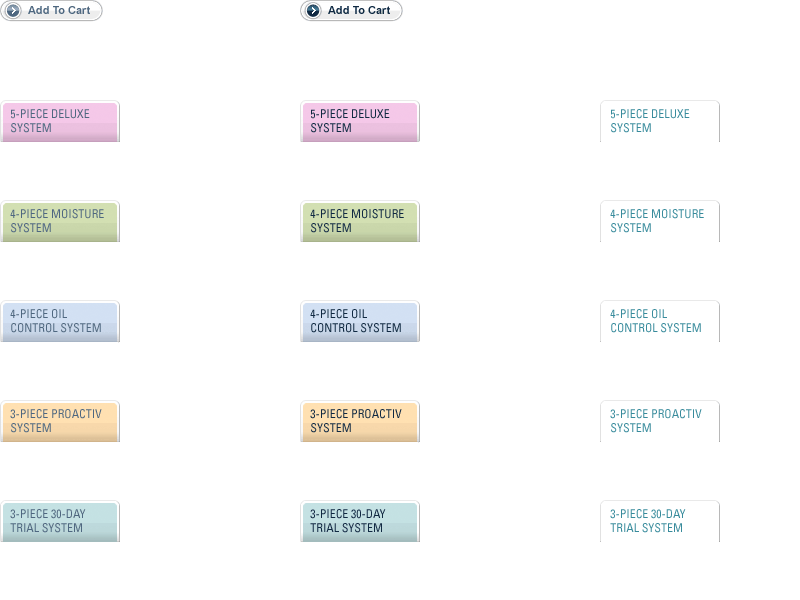 Add To Cart
Add To Cart
5-PIECE DELUXE
SYSTEM
5-PIECE DELUXE
SYSTEM
5-PIECE DELUXE
SYSTEM
4-PIECE MOISTURE
SYSTEM
4-PIECE MOISTURE
SYSTEM
4-PIECE MOISTURE
SYSTEM
4-PIECE OIL
CONTROL SYSTEM
4-PIECE OIL
CONTROL SYSTEM
4-PIECE OIL
CONTROL SYSTEM
3-PIECE PROACTIV
SYSTEM
3-PIECE PROACTIV
SYSTEM
3-PIECE PROACTIV
SYSTEM
3-PIECE 30-DAY
TRIAL SYSTEM
3-PIECE 30-DAY
TRIAL SYSTEM
3-PIECE 30-DAY
TRIAL SYSTEM